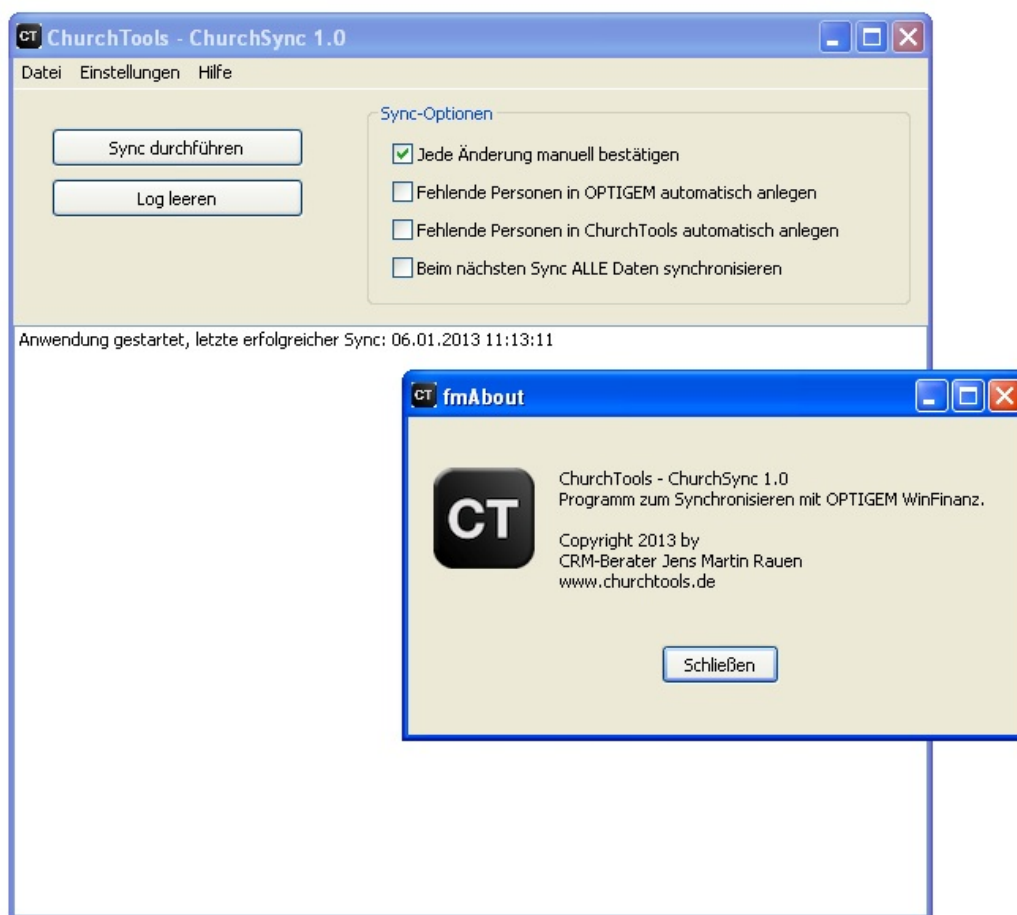 CT ChurchTools - ChurchSync 1.0
Datei Einstellungen Hilfe
Sync durchführen
Log leeren
Sync-Optionen
Jede Änderung manuell bestätigen
Fehlende Personen in OPTIGEM automatisch anlegen
Fehlende Personen in ChurchTools automatisch anlegen
Beim nächsten Sync ALLE Daten synchronisieren
Anwendung gestartet, letzte erfolgreicher Sync: 06.01.2013 11:13:11
CT fmAbout
CT
ChurchTools - ChurchSync 1.0
Programm zum Synchronisieren mit OPTIGEM WinFinanz.
Copyright 2013 by
CRM-Berater Jens Martin Rauen
www.churchtools.de
Schließen